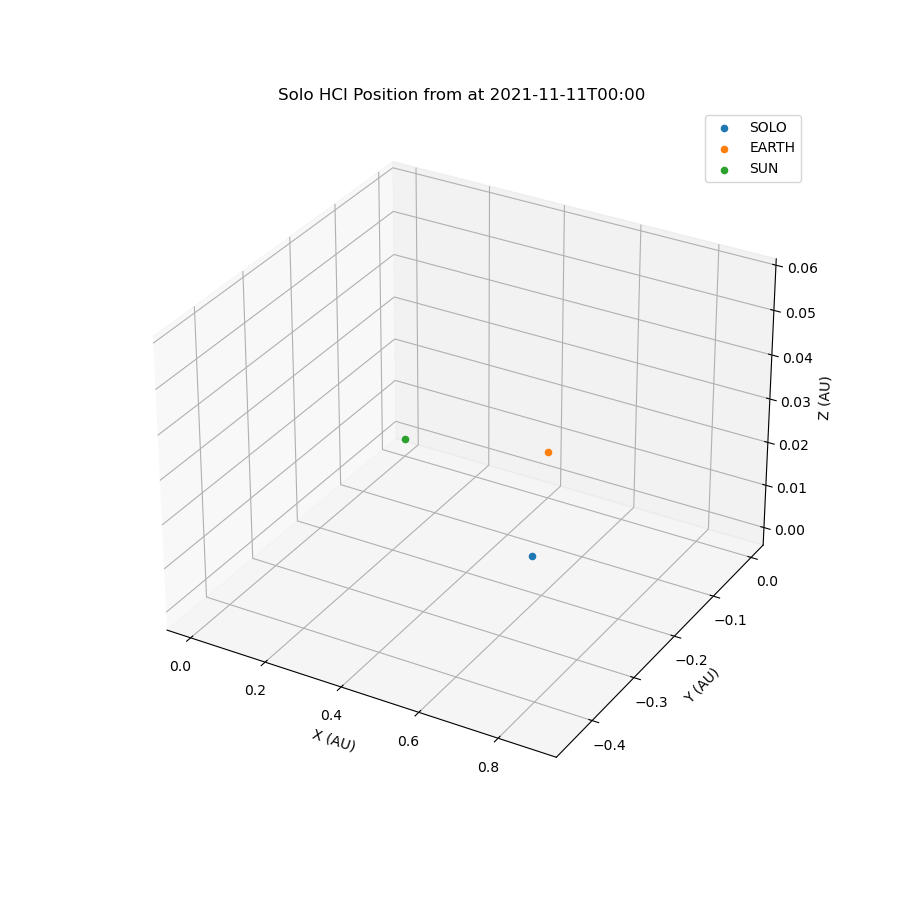 Solo HCI Position from at 2021-11-11T00:00
SOLO
EARTH
SUN
0.06
0.05
0.04
0.03
0.02
0.01
0.00
Z (AU)
0.0
−0.1
−0.2
−0.3
−0.4
Y (AU)
0.0
0.2
0.4
0.6
0.8
X (AU)